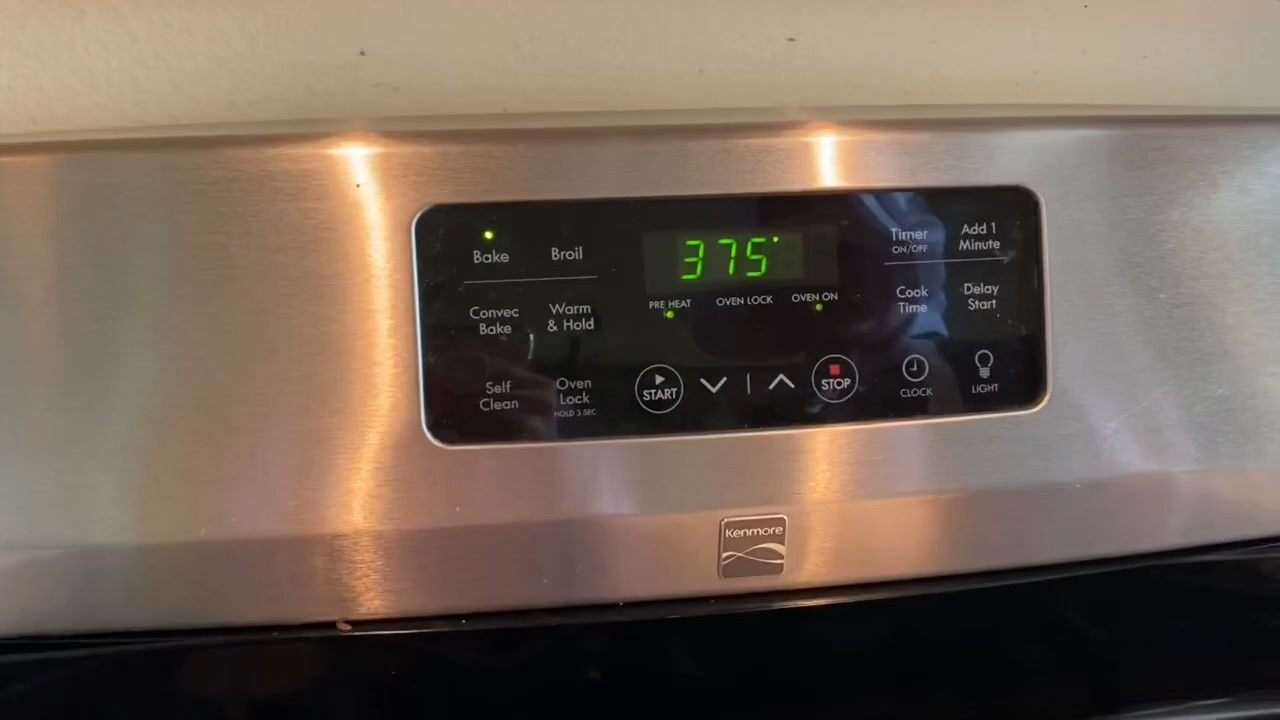 Bake
Broil
375°
Timer
ON/OFF
Add 1
Minute
Convec
Bake
Warm
& Hold
PRE HEAT
OVEN LOCK
OVEN ON
Cook
Time
Delay
Start
Self
Clean
Oven
Lock
HOLD 3 SEC
START
STOP
CLOCK
LIGHT
Kenmore